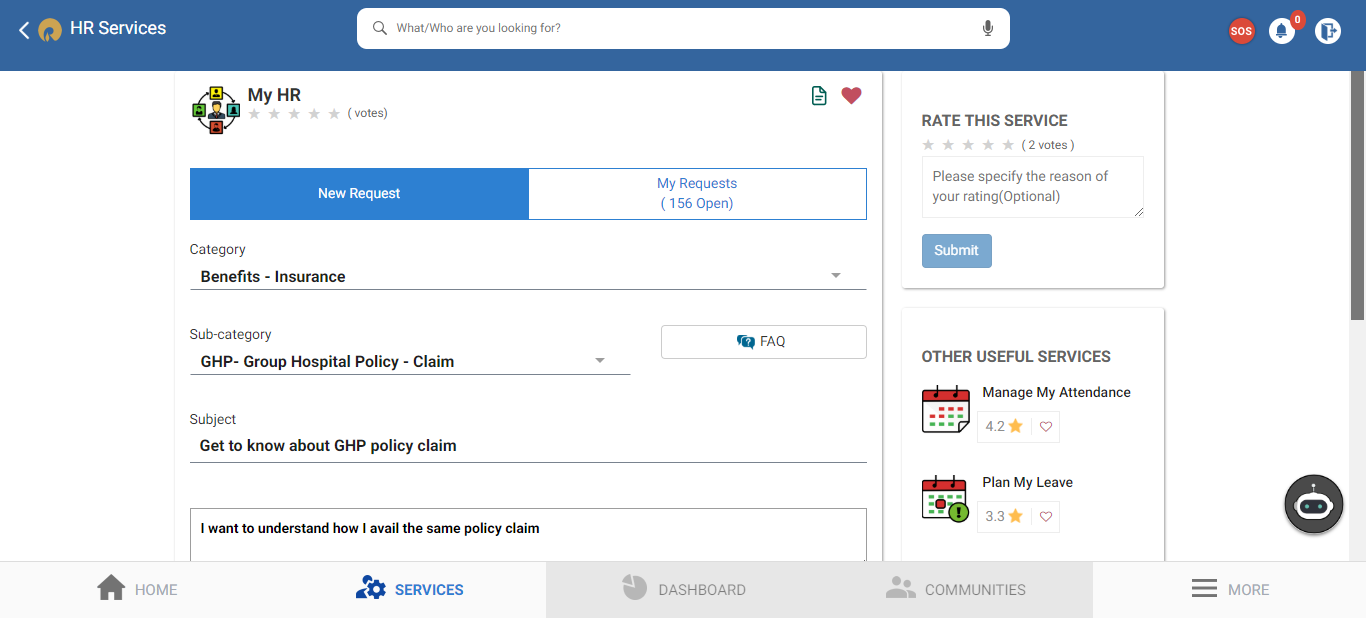 HR Services
What/Who are you looking for?
SOS
0
My HR
( votes)
New Request
My Requests
( 156 Open)
Category
Benefits - Insurance
Sub-category
GHP- Group Hospital Policy - Claim
FAQ
Subject
Get to know about GHP policy claim
I want to understand how I avail the same policy claim
RATE THIS SERVICE
( 2 votes )
Please specify the reason of
your rating(Optional)
Submit
OTHER USEFUL SERVICES
Manage My Attendance
4.2
Plan My Leave
3.3
HOME
SERVICES
DASHBOARD
COMMUNITIES
MORE